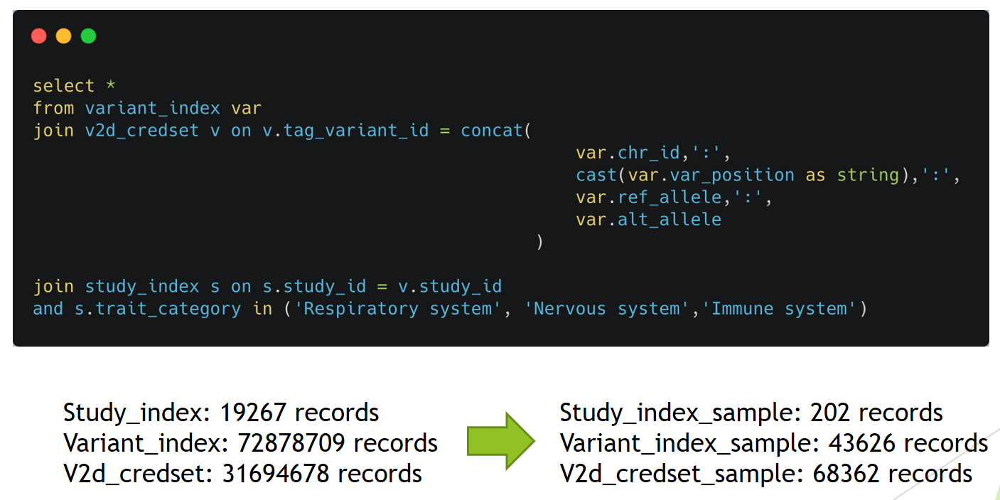 select *
from variant_index var
join v2d_credset v on v.tag_variant_id = concat(
var.chr_id,':',
cast(var.var_position as string),':',
var.ref_allele,':',
var.alt_allele
)
join study_index s on s.study_id = v.study_id
and s.trait_category in ('Respiratory system', 'Nervous system','Immune system')
Study_index: 19267 records
Variant_index: 72878709 records
V2d_credset: 31694678 records
Study_index_sample: 202 records
Variant_index_sample: 43626 records
V2d_credset_sample: 68362 records